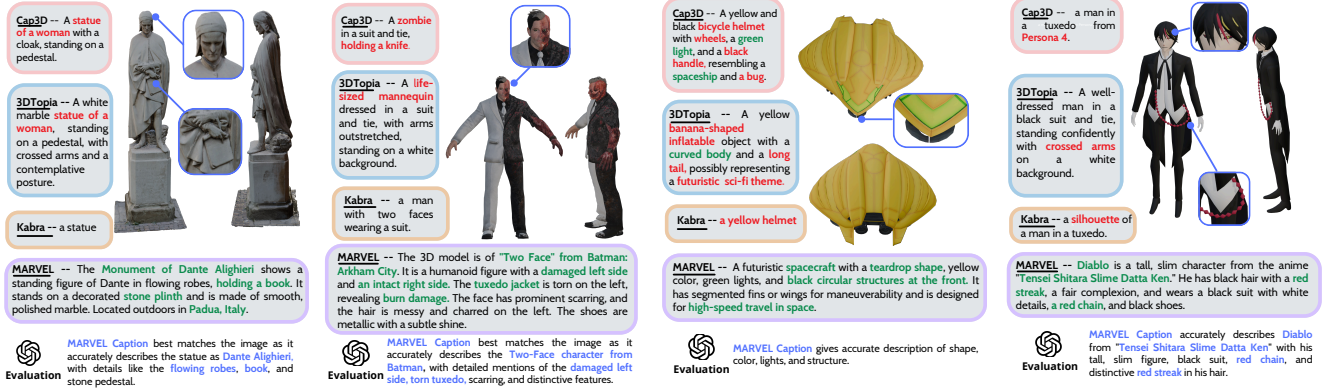 Cap3D -- A statue
of a woman with a
cloak, standing on a
pedestal.
3DTopia -- A white
marble statue of a
woman, standing
on a pedestal, with
crossed arms and a
contemplative
posture.
Kabra -- a statue
MARVEL -- The Monument of Dante Alighieri shows a
standing figure of Dante in flowing robes, holding a book. It
stands on a decorated stone plinth and is made of smooth,
polished marble. Located outdoors in Padua, Italy.
Evaluation
MARVEL Caption best matches the image as it
accurately describes the statue as Dante Alighieri,
with details like the flowing robes, book, and
stone pedestal.
Cap3D -- A zombie
in a suit and tie,
holding a knife.
3DTopia -- A life-
sized mannequin
dressed in a suit
and tie, with arms
outstretched,
standing on a white
background.
Kabra -- a man
with two faces
wearing a suit.
MARVEL -- The 3D model is of "Two Face" from Batman:
Arkham City. It is a humanoid figure with a damaged left side
and an intact right side. The tuxedo jacket is torn on the left,
revealing burn damage. The face has prominent scarring, and
the hair is messy and charred on the left. The shoes are
metallic with a subtle shine.
Evaluation
MARVEL Caption best matches the image as it
accurately describes the Two-Face character from
Batman, with detailed mentions of the damaged left
side, torn tuxedo, scarring, and distinctive features.
Cap3D -- A yellow and
black bicycle helmet
with wheels, a green
light, and a black
handle, resembling a
spaceship and a bug.
3DTopia -- A yellow
banana-shaped
inflatable object with a
curved body and a long
tail, possibly representing
a futuristic sci-fi theme.
Kabra -- a yellow helmet
MARVEL -- A futuristic spacecraft with a teardrop shape, yellow
color, green lights, and black circular structures at the front. It
has segmented fins or wings for maneuverability and is designed
for high-speed travel in space.
Evaluation
MARVEL Caption gives accurate description of shape,
color, lights, and structure.
Cap3D -- a man in
a tuxedo from
Persona 4.
3DTopia -- A well-
dressed man in a
black suit and tie,
standing confidently
with crossed arms
on a white
background.
Kabra -- a silhouette of
a man in a tuxedo.
MARVEL -- Diablo is a tall, slim character from the anime
"Tensei Shitara Slime Datta Ken." He has black hair with a red
streak, a fair complexion, and wears a black suit with white
details, a red chain, and black shoes.
Evaluation
MARVEL Caption accurately describes Diablo
from "Tensei Shitara Slime Datta Ken" with his
tall, slim figure, black suit, red chain, and
distinctive red streak in his hair.